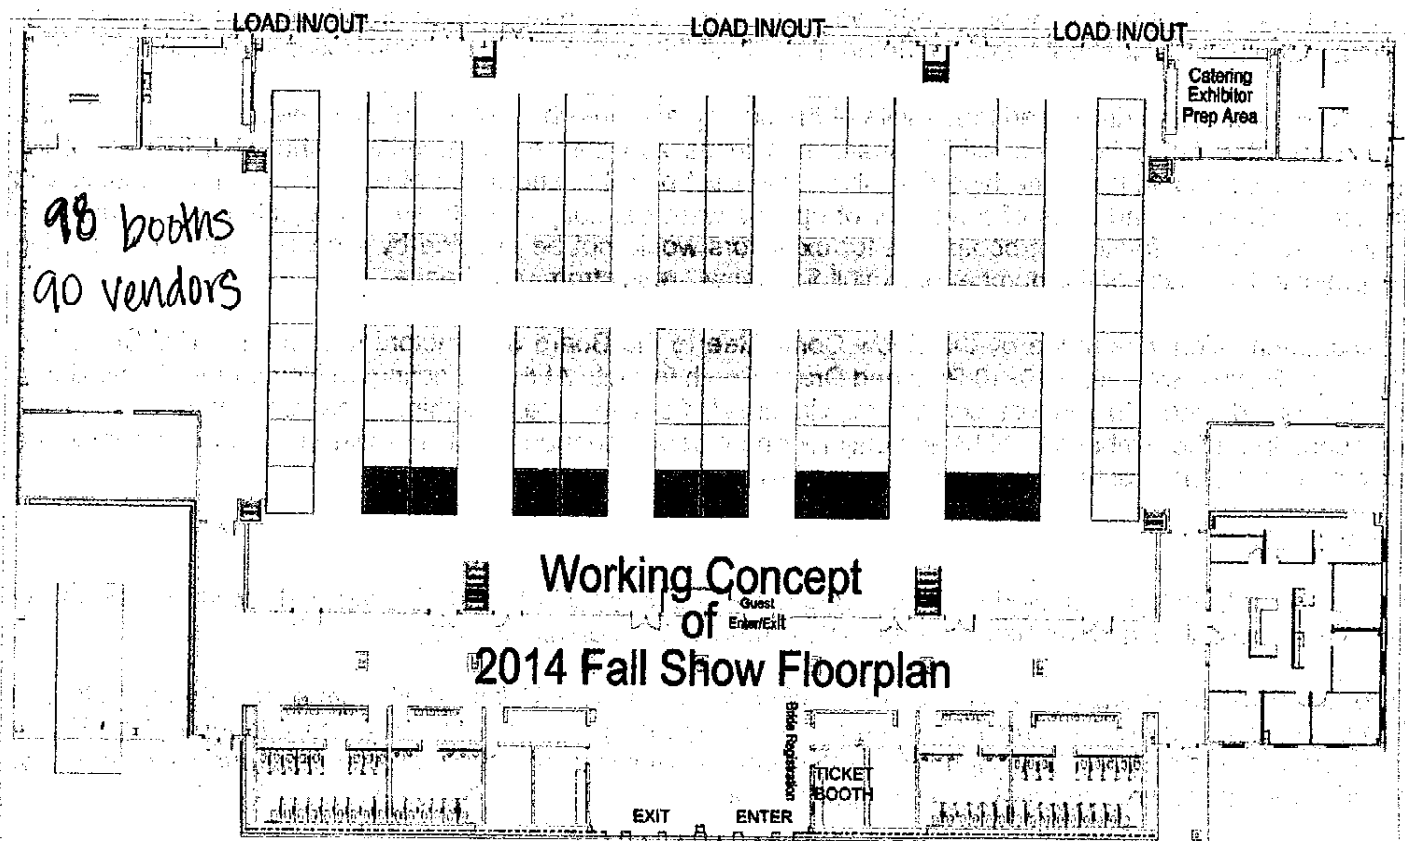 LOAD IN/OUT
LOAD IN/OUT
LOAD IN/OUT
Catering
Exhibitor
Prep Area
98 booths
90 vendors
Working Concept
of
2014 Fall Show Floorplan
Guest
Enter/Exit
Bride Registration
TICKET
BOOTH
EXIT
ENTER